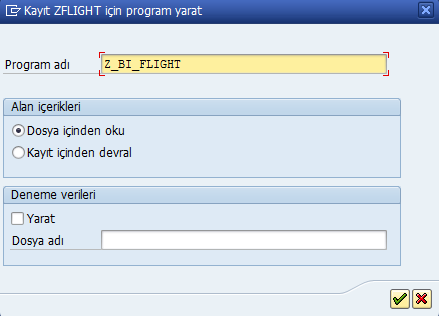 Kayıt ZFLIGHT için program yarat
Program adı Z_BI_FLIGHT
Alan içerikleri
Dosya içinden oku
Kayıt içinden devral
Deneme verileri
Yarat
Dosya adı